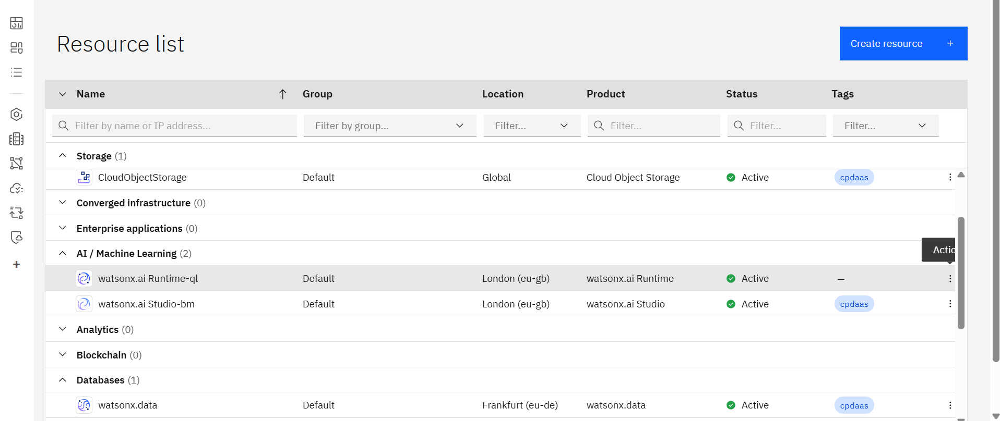 Resource list
Create resource +
Name Group Location Product Status Tags
Filter by name or IP address... Filter by group... Filter... Filter... Filter... Filter...
Storage (1)
CloudObjectStorage Default Global Cloud Object Storage Active cpdaas
Converged infrastructure (0)
Enterprise applications (0)
AI / Machine Learning (2)
Actio
watsonx.ai Runtime-ql Default London (eu-gb) watsonx.ai Runtime Active —
watsonx.ai Studio-bm Default London (eu-gb) watsonx.ai Studio Active cpdaas
Analytics (0)
Blockchain (0)
Databases (1)
watsonx.data Default Frankfurt (eu-de) watsonx.data Active cpdaas